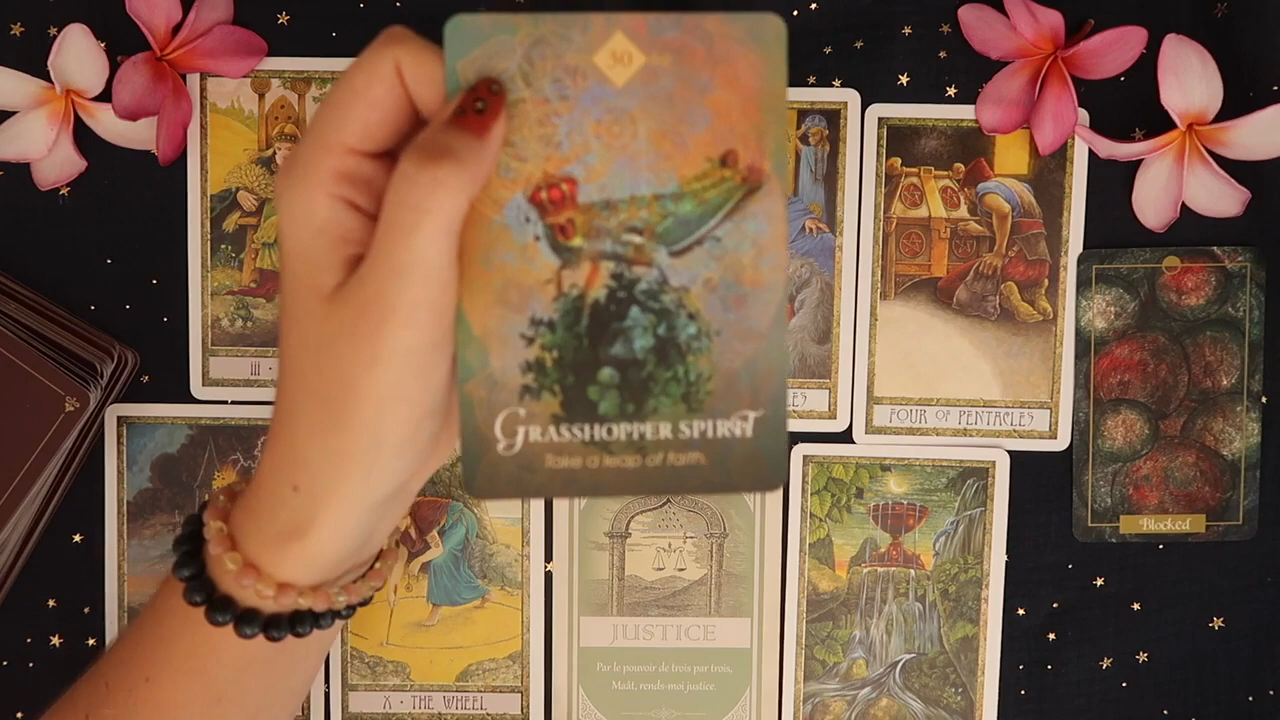 30
GRASSHOPPER SPIRIT
Take a leap of faith.
III ·
ES
FOUR OF PENTACLES
Blocked
X · THE WHEEL
JUSTICE
Par le pouvoir de trois par trois,
Maât, rends-moi justice.